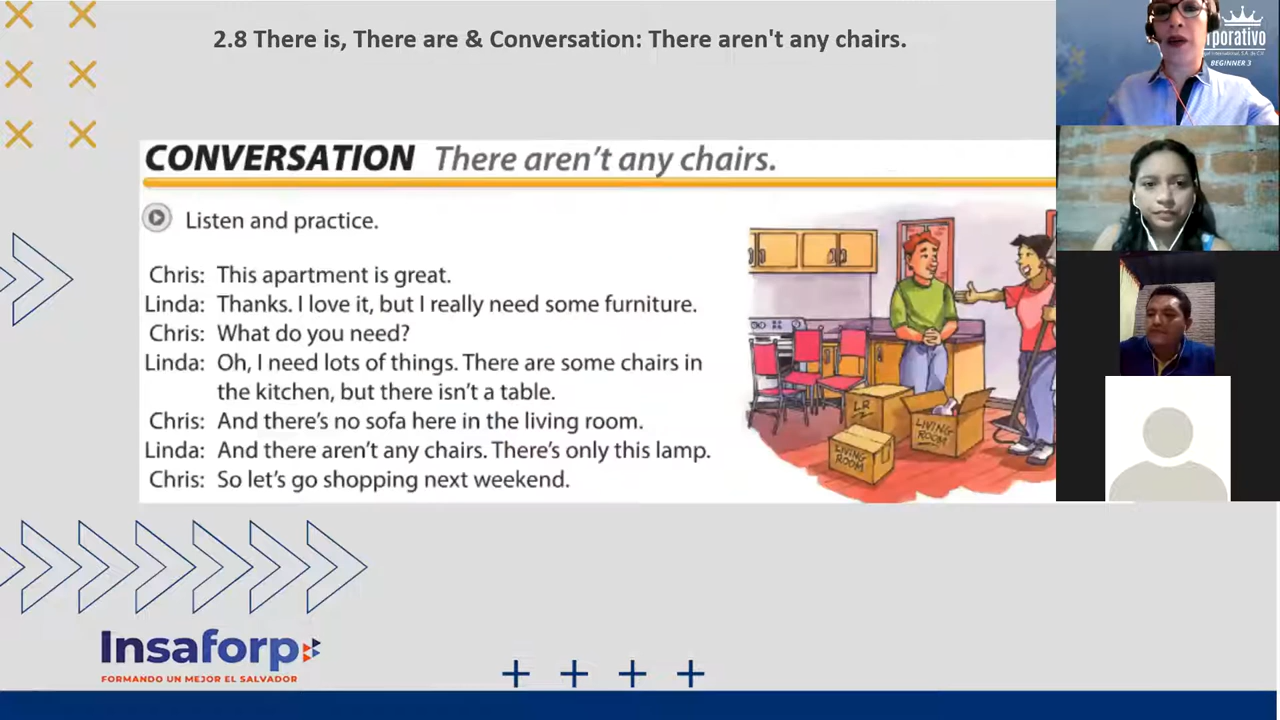 2.8 There is, There are & Conversation: There aren't any chairs.
rporativo
BEGINNER 3
CONVERSATION There aren't any chairs.
Listen and practice.
Chris: This apartment is great.
Linda: Thanks. I love it, but I really need some furniture.
Chris: What do you need?
Linda: Oh, I need lots of things. There are some chairs in
the kitchen, but there isn't a table.
Chris: And there's no sofa here in the living room.
Linda: And there aren't any chairs. There's only this lamp.
Chris: So let's go shopping next weekend.
LR
LIVING
ROOM
LIVING
ROOM
Insaforp
FORMANDO UN MEJOR EL SALVADOR